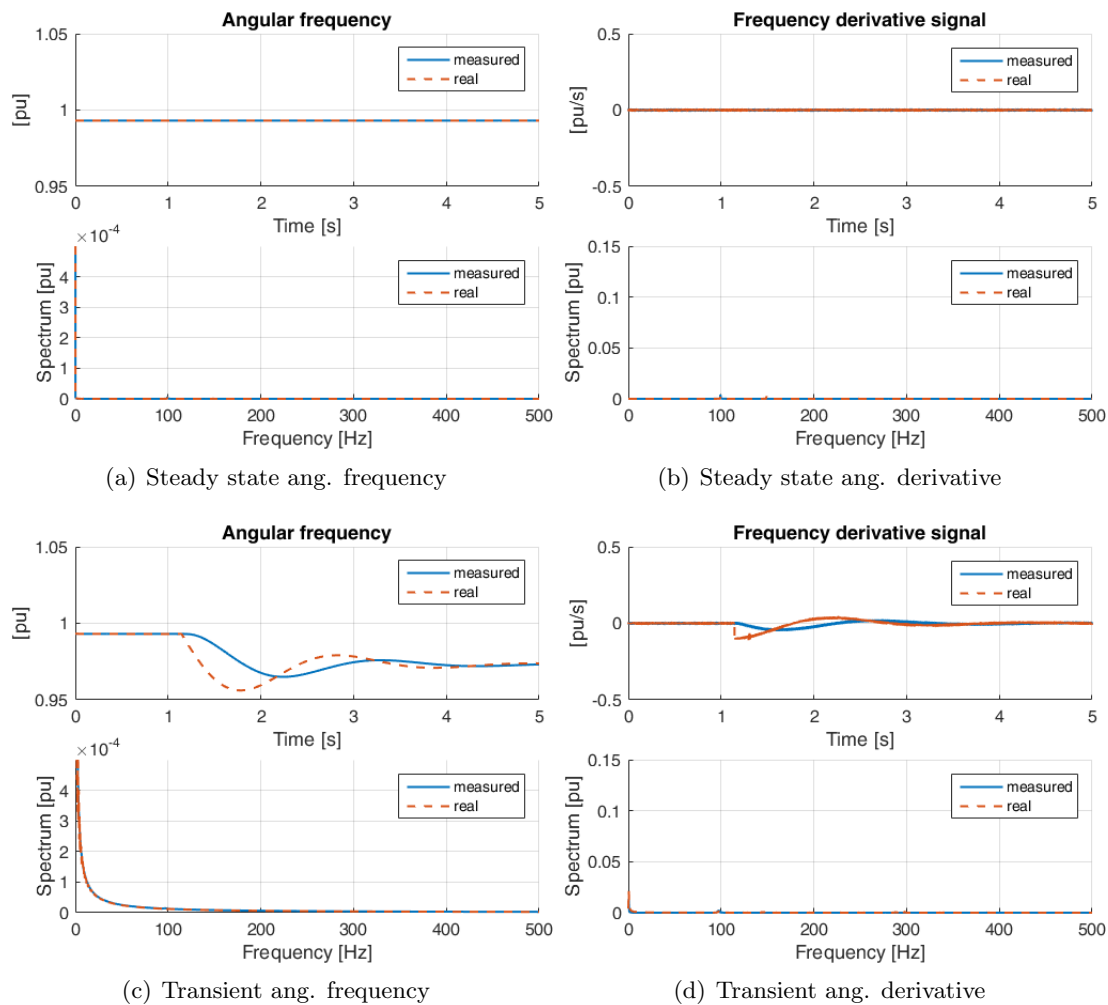 Angular frequency
1.05
1
0.95
[pu]
measured
real
0 1 2 3 4 5
Time [s]
×10⁻⁴
4
3
2
1
0
Spectrum [pu]
measured
real
0 100 200 300 400 500
Frequency [Hz]
(a) Steady state ang. frequency
Frequency derivative signal
0.5
0
-0.5
[pu/s]
measured
real
0 1 2 3 4 5
Time [s]
0.15
0.1
0.05
0
Spectrum [pu]
measured
real
0 100 200 300 400 500
Frequency [Hz]
(b) Steady state ang. derivative
Angular frequency
1.05
1
0.95
[pu]
measured
real
0 1 2 3 4 5
Time [s]
×10⁻⁴
4
3
2
1
0
Spectrum [pu]
measured
real
0 100 200 300 400 500
Frequency [Hz]
(c) Transient ang. frequency
Frequency derivative signal
0.5
0
-0.5
[pu/s]
measured
real
0 1 2 3 4 5
Time [s]
0.15
0.1
0.05
0
Spectrum [pu]
measured
real
0 100 200 300 400 500
Frequency [Hz]
(d) Transient ang. derivative